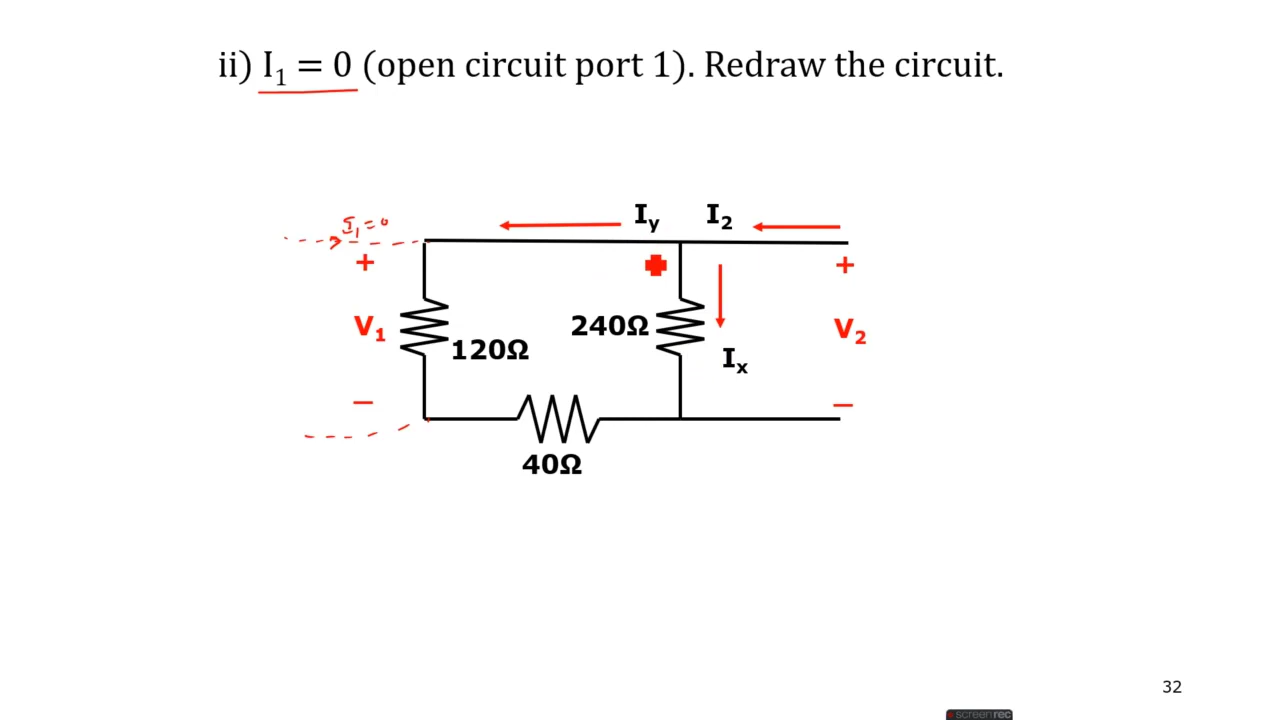 ii) I₁ = 0 (open circuit port 1). Redraw the circuit.
I₁ = 0
Iy
I₂
+
+
V₁
120Ω
240Ω
Ix
V₂
−
−
40Ω
32
screenrec